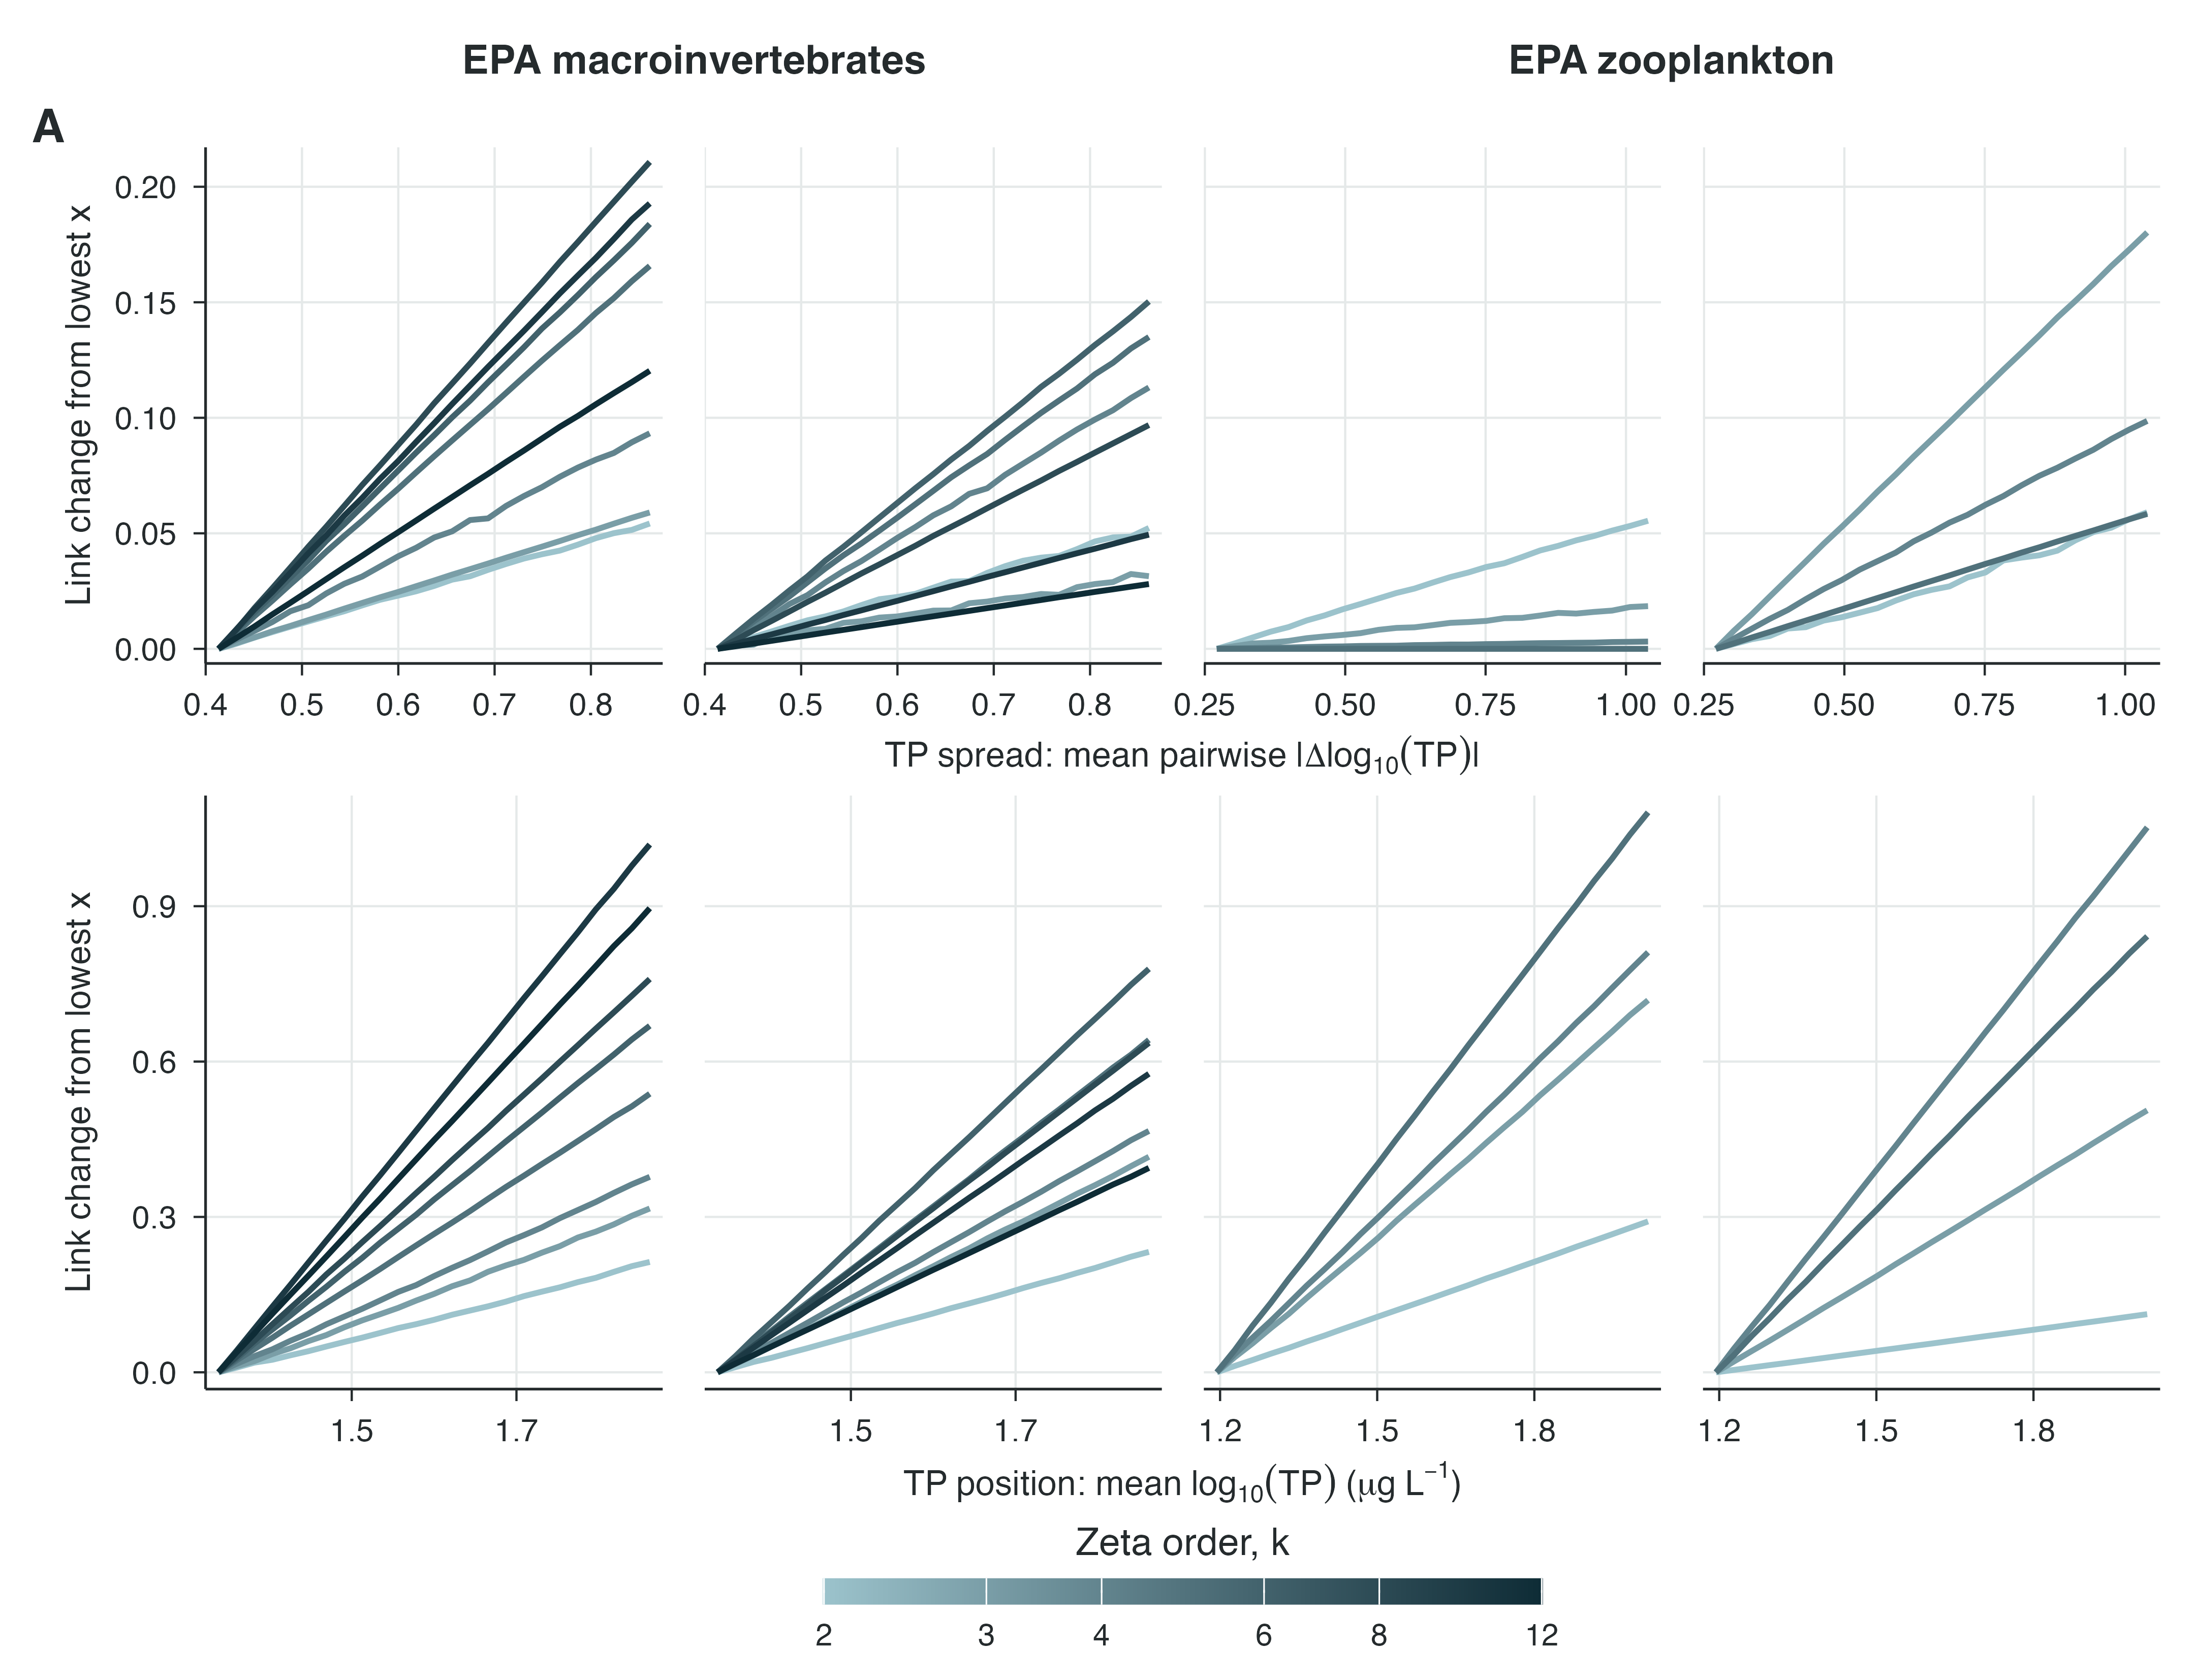 EPA macroinvertebrates EPA zooplankton
A
Link change from lowest x
0.20
0.15
0.10
0.05
0.00
0.4 0.5 0.6 0.7 0.8 0.4 0.5 0.6 0.7 0.8 0.25 0.50 0.75 1.00 0.25 0.50 0.75 1.00
TP spread: mean pairwise |Δlog₁₀(TP)|
Link change from lowest x
0.9
0.6
0.3
0.0
1.5 1.7 1.5 1.7 1.2 1.5 1.8 1.2 1.5 1.8
TP position: mean log₁₀(TP) (μg L⁻¹)
Zeta order, k
2 3 4 6 8 12